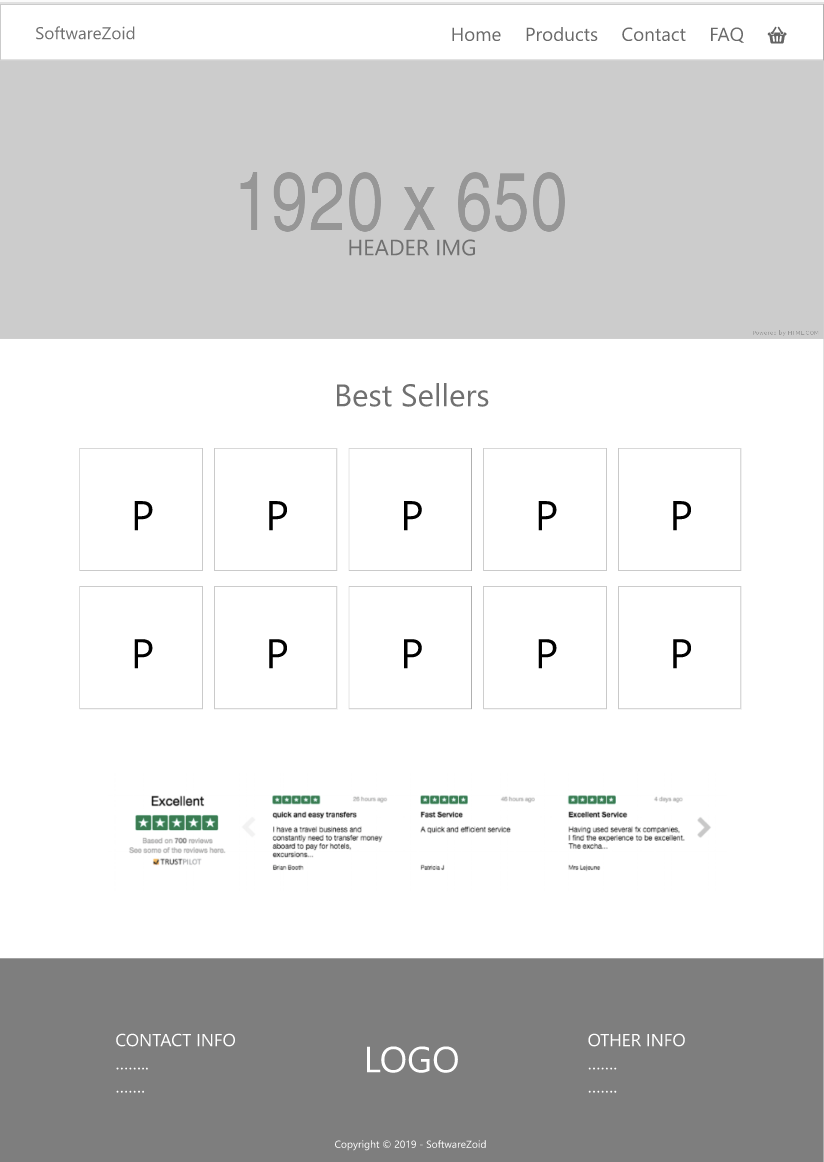 SoftwareZoid
Home Products Contact FAQ
1920 x 650
HEADER IMG
Powered by HTML.COM
Best Sellers
P P P P P
P P P P P
Excellent
Based on 700 reviews
See some of the reviews here.
TRUSTPILOT
28 hours ago
quick and easy transfers
I have a travel business and
constantly need to transfer money
aboard to pay for hotels,
excursions...
Brian Booth
48 hours ago
Fast Service
A quick and efficient service
Patricia J
4 days ago
Excellent Service
Having used several fx companies,
I find the experience to be excellent.
The excha...
Mrs Lejeune
CONTACT INFO
........
.......
LOGO
OTHER INFO
.......
.......
Copyright © 2019 - SoftwareZoid